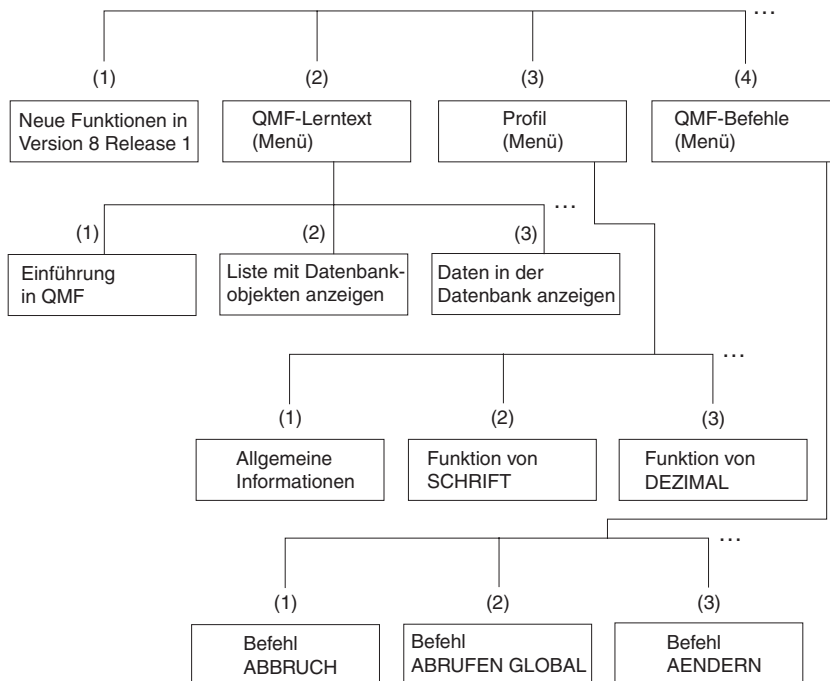 ...
(1) (2) (3) (4)
Neue Funktionen in
Version 8 Release 1
QMF-Lerntext
(Menü)
Profil
(Menü)
QMF-Befehle
(Menü)
...
(1) (2) (3)
Einführung
in QMF
Liste mit Datenbank-
objekten anzeigen
Daten in der
Datenbank anzeigen
...
(1) (2) (3)
Allgemeine
Informationen
Funktion von
SCHRIFT
Funktion von
DEZIMAL
...
(1) (2) (3)
Befehl
ABBRUCH
Befehl
ABRUFEN GLOBAL
Befehl
AENDERN